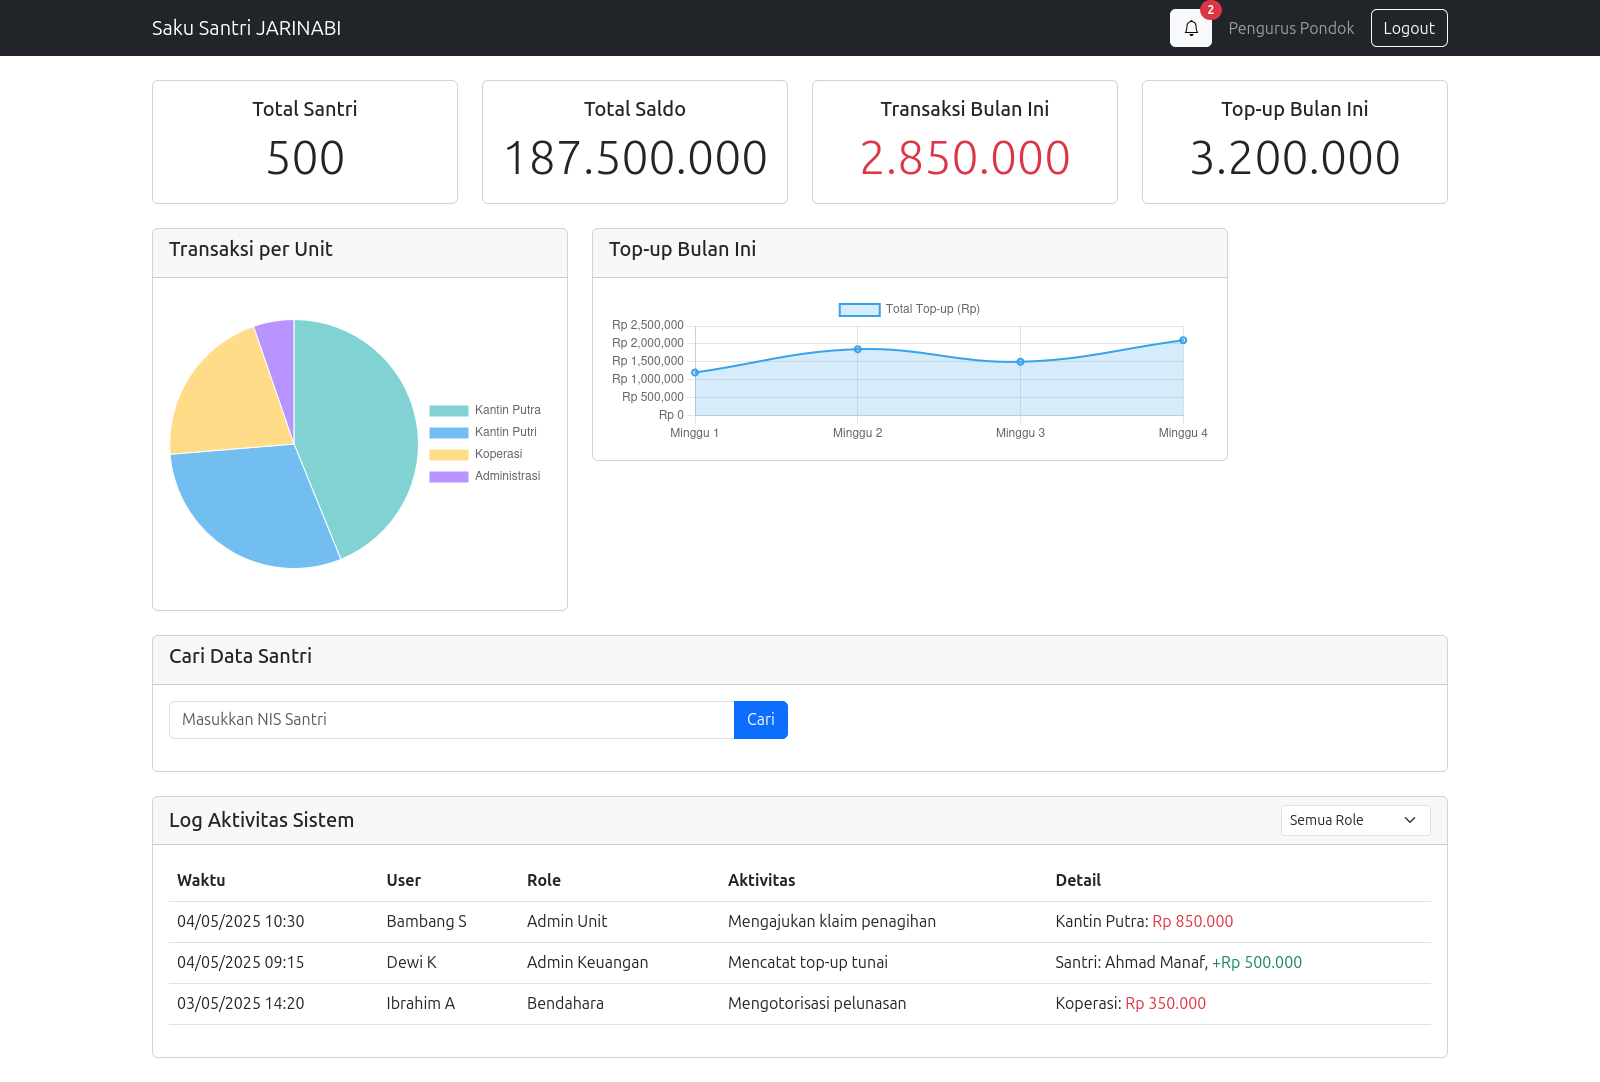 Saku Santri JARINABI
2
Pengurus Pondok
Logout
Total Santri
500
Total Saldo
187.500.000
Transaksi Bulan Ini
2.850.000
Top-up Bulan Ini
3.200.000
Transaksi per Unit
Kantin Putra
Kantin Putri
Koperasi
Administrasi
Top-up Bulan Ini
Total Top-up (Rp)
Rp 2,500,000
Rp 2,000,000
Rp 1,500,000
Rp 1,000,000
Rp 500,000
Rp 0
Minggu 1 Minggu 2 Minggu 3 Minggu 4
Cari Data Santri
Masukkan NIS Santri
Cari
Log Aktivitas Sistem
Semua Role
Waktu User Role Aktivitas Detail
04/05/2025 10:30 Bambang S Admin Unit Mengajukan klaim penagihan Kantin Putra: Rp 850.000
04/05/2025 09:15 Dewi K Admin Keuangan Mencatat top-up tunai Santri: Ahmad Manaf, +Rp 500.000
03/05/2025 14:20 Ibrahim A Bendahara Mengotorisasi pelunasan Koperasi: Rp 350.000